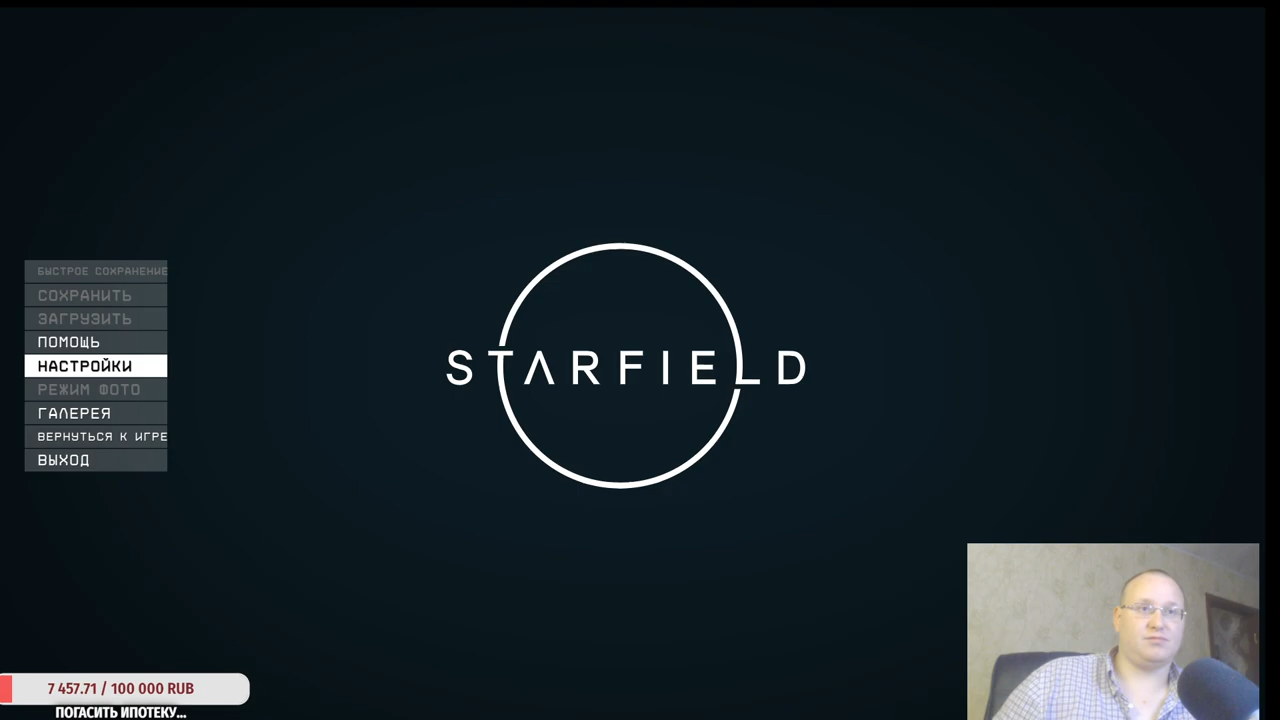 БЫСТРОЕ СОХРАНЕНИЕ
СОХРАНИТЬ
ЗАГРУЗИТЬ
ПОМОЩЬ
НАСТРОЙКИ
РЕЖИМ ФОТО
ГАЛЕРЕЯ
ВЕРНУТЬСЯ К ИГРЕ
ВЫХОД
STARFIELD
7 457.71 / 100 000 RUB
ПОГАСИТЬ ИПОТЕКУ...